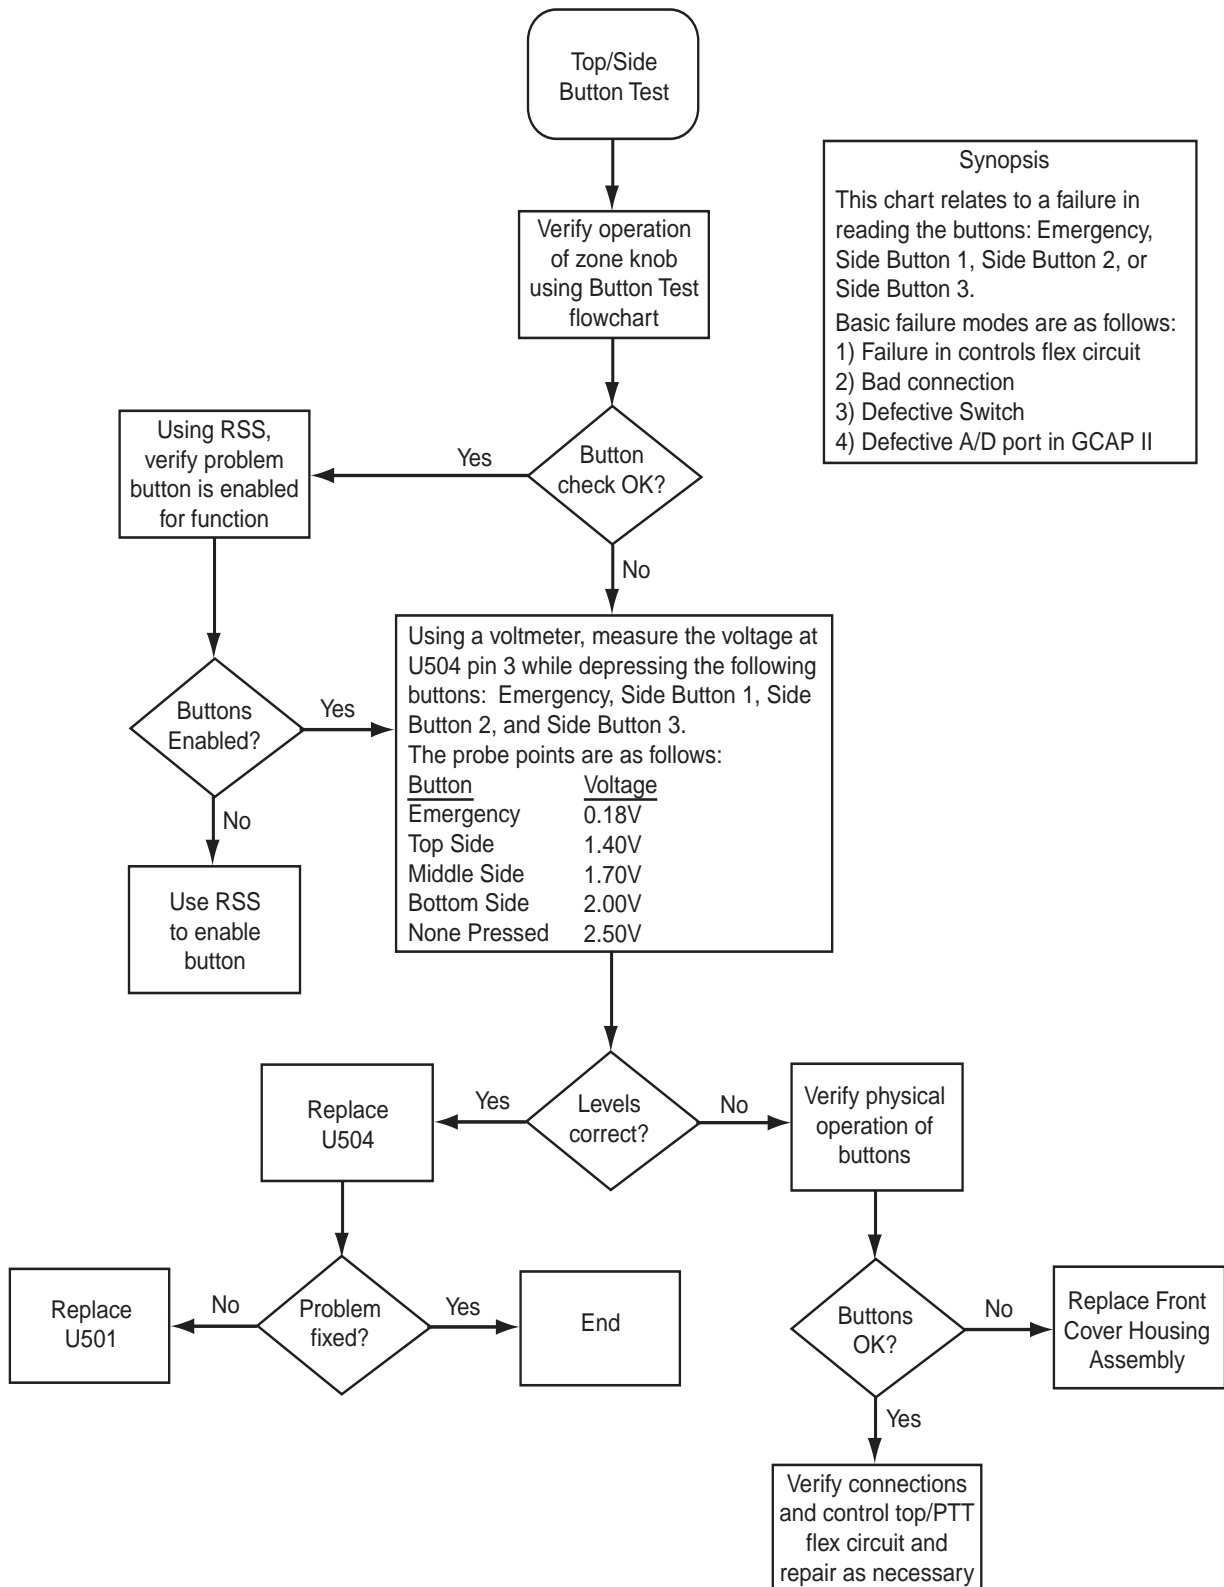 Top/Side
Button Test
Synopsis
This chart relates to a failure in
reading the buttons: Emergency,
Side Button 1, Side Button 2, or
Side Button 3.
Basic failure modes are as follows:
1) Failure in controls flex circuit
2) Bad connection
3) Defective Switch
4) Defective A/D port in GCAP II
Verify operation
of zone knob
using Button Test
flowchart
Button
check OK?
Yes
No
Using RSS,
verify problem
button is enabled
for function
Buttons
Enabled?
Yes
No
Use RSS
to enable
button
Using a voltmeter, measure the voltage at
U504 pin 3 while depressing the following
buttons: Emergency, Side Button 1, Side
Button 2, and Side Button 3.
The probe points are as follows:
Button Voltage
Emergency 0.18V
Top Side 1.40V
Middle Side 1.70V
Bottom Side 2.00V
None Pressed 2.50V
Levels
correct?
Yes
No
Replace
U504
Verify physical
operation of
buttons
Problem
fixed?
No
Yes
Replace
U501
End
Buttons
OK?
No
Yes
Replace Front
Cover Housing
Assembly
Verify connections
and control top/PTT
flex circuit and
repair as necessary